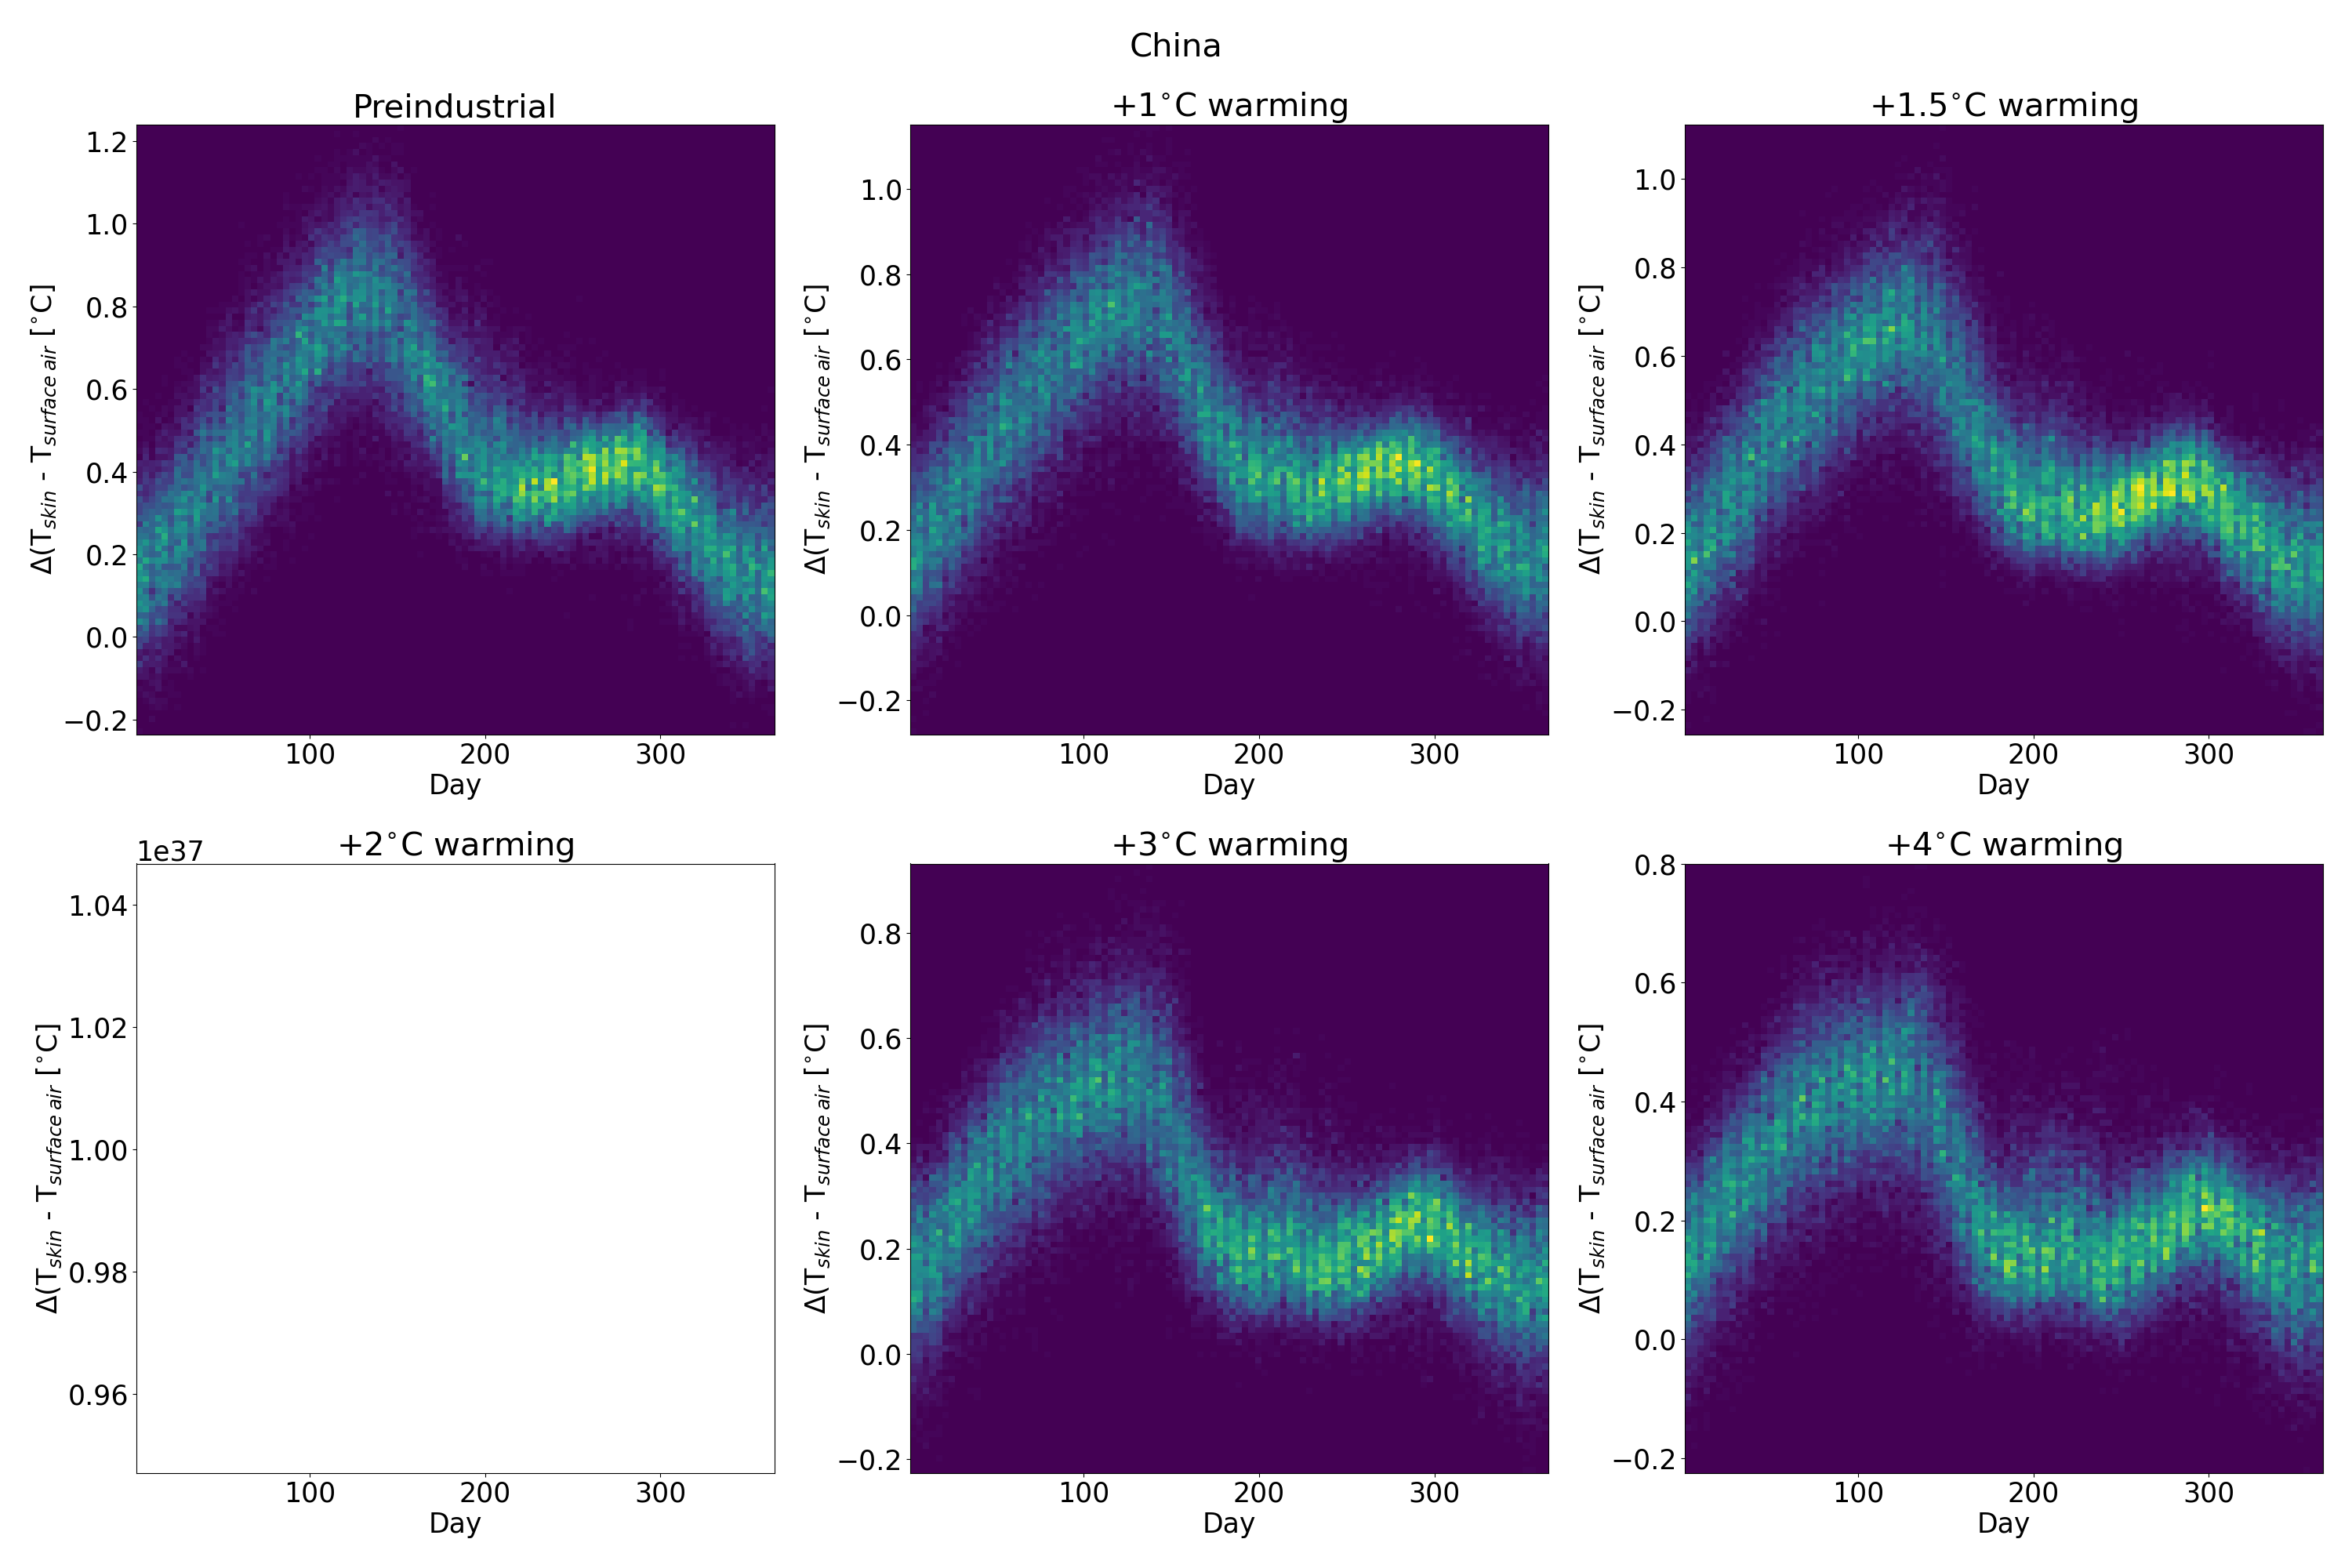 China
Preindustrial
+1°C warming
+1.5°C warming
1.2
1.0
0.8
0.6
0.4
0.2
0.0
−0.2
Δ(T_skin - T_surface air [°C]
100 200 300
Day
1.0
0.8
0.6
0.4
0.2
0.0
−0.2
Δ(T_skin - T_surface air [°C]
100 200 300
Day
1.0
0.8
0.6
0.4
0.2
0.0
−0.2
Δ(T_skin - T_surface air [°C]
100 200 300
Day
+2°C warming
+3°C warming
+4°C warming
1e37
1.04
1.02
1.00
0.98
0.96
Δ(T_skin - T_surface air [°C]
100 200 300
Day
0.8
0.6
0.4
0.2
0.0
−0.2
Δ(T_skin - T_surface air [°C]
100 200 300
Day
0.8
0.6
0.4
0.2
0.0
−0.2
Δ(T_skin - T_surface air [°C]
100 200 300
Day